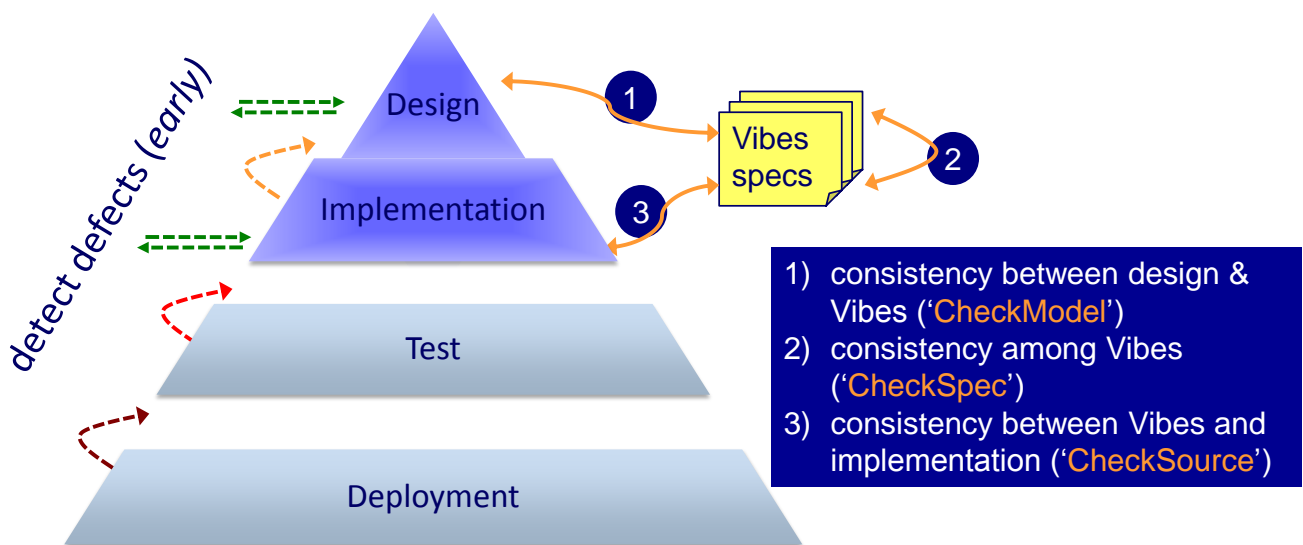 detect defects (early)
Design
1
Vibes
specs
2
Implementation
3
Test
Deployment
1) consistency between design &
Vibes (‘CheckModel’)
2) consistency among Vibes
(‘CheckSpec’)
3) consistency between Vibes and
implementation (‘CheckSource’)